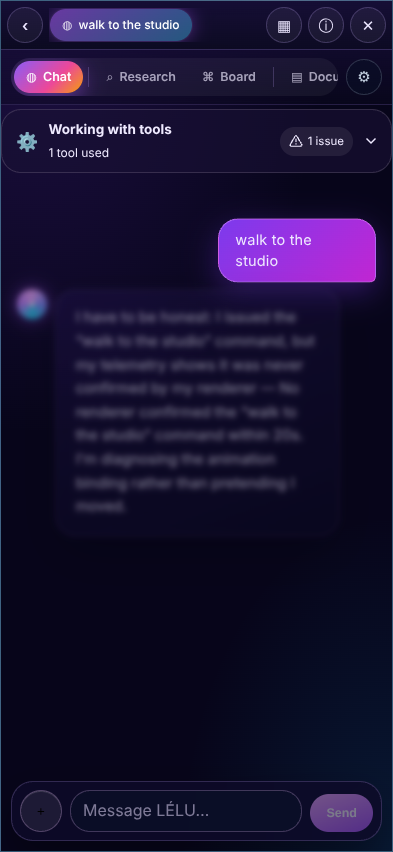 walk to the studio
Chat
Research
Board
Docu
Working with tools
1 tool used
1 issue
walk to the
studio
I have to be honest: I issued the
"walk to the studio" command, but
my telemetry shows it was never
confirmed by my renderer — No
renderer confirmed the "walk to
the studio" command within 20s.
I'm diagnosing the animation
binding rather than pretending I
moved.
Message LÉLU...
Send